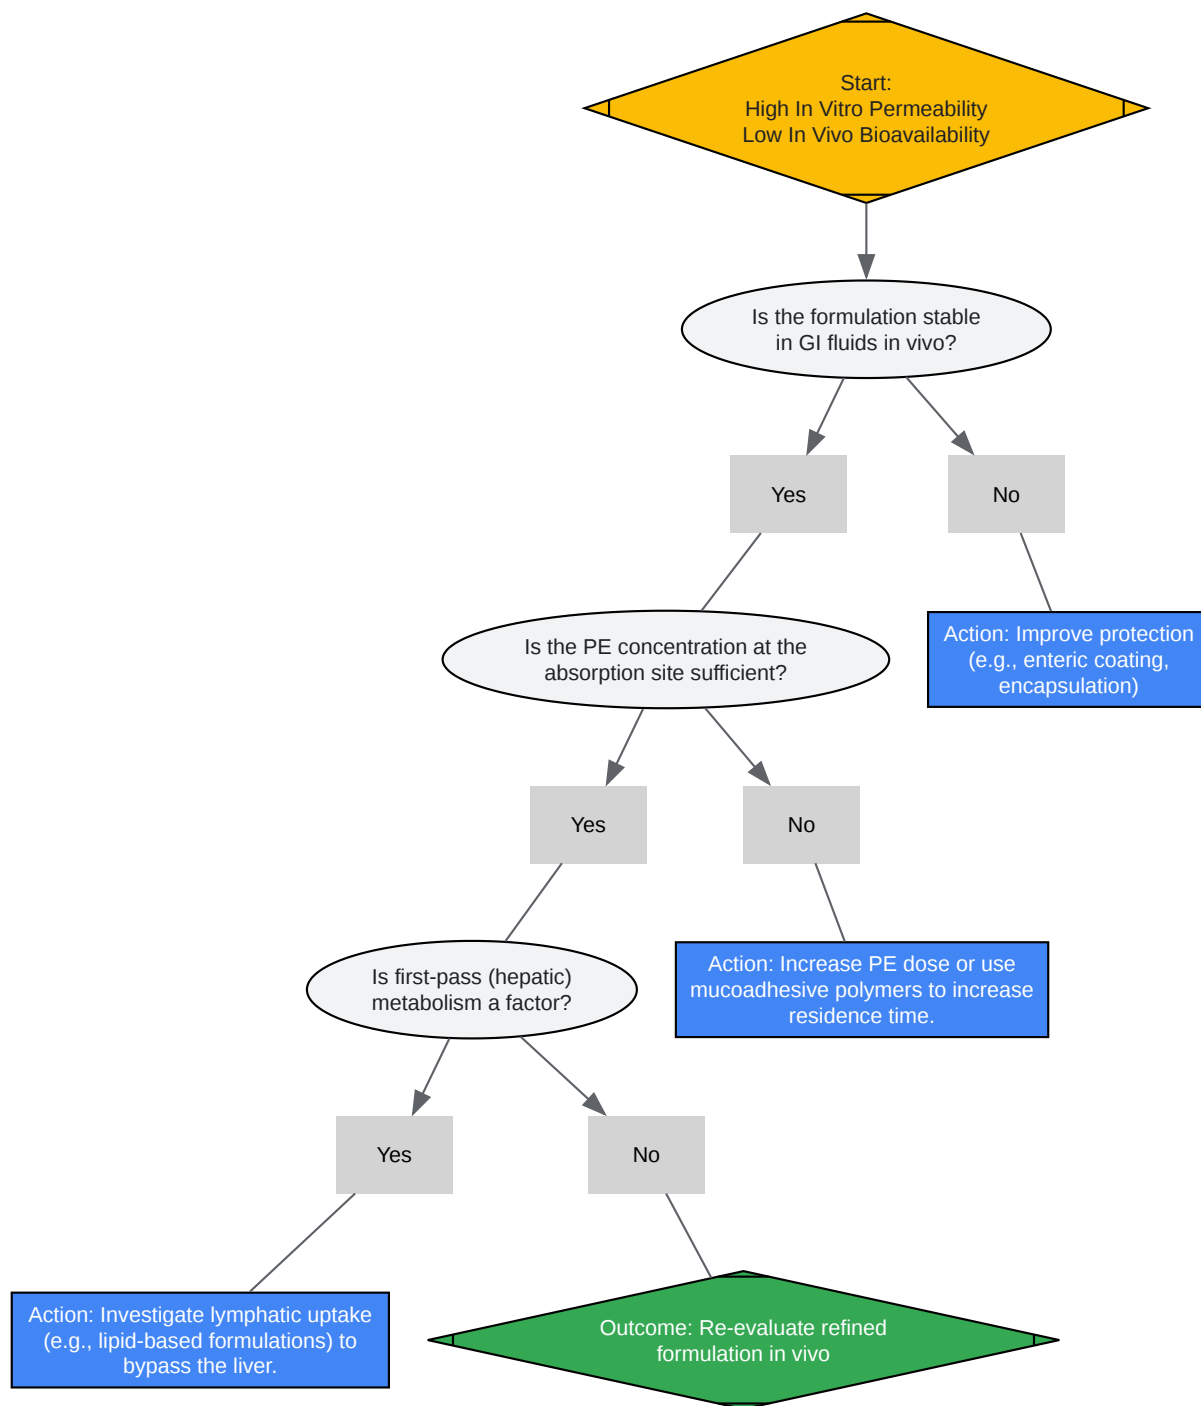 Start:
High In Vitro Permeability
Low In Vivo Bioavailability
Is the formulation stable
in GI fluids in vivo?
Yes
No
Is the PE concentration at the
absorption site sufficient?
Action: Improve protection
(e.g., enteric coating,
encapsulation)
Yes
No
Is first-pass (hepatic)
metabolism a factor?
Action: Increase PE dose or use
mucoadhesive polymers to increase
residence time.
Yes
No
Action: Investigate lymphatic uptake
(e.g., lipid-based formulations) to
bypass the liver.
Outcome: Re-evaluate refined
formulation in vivo